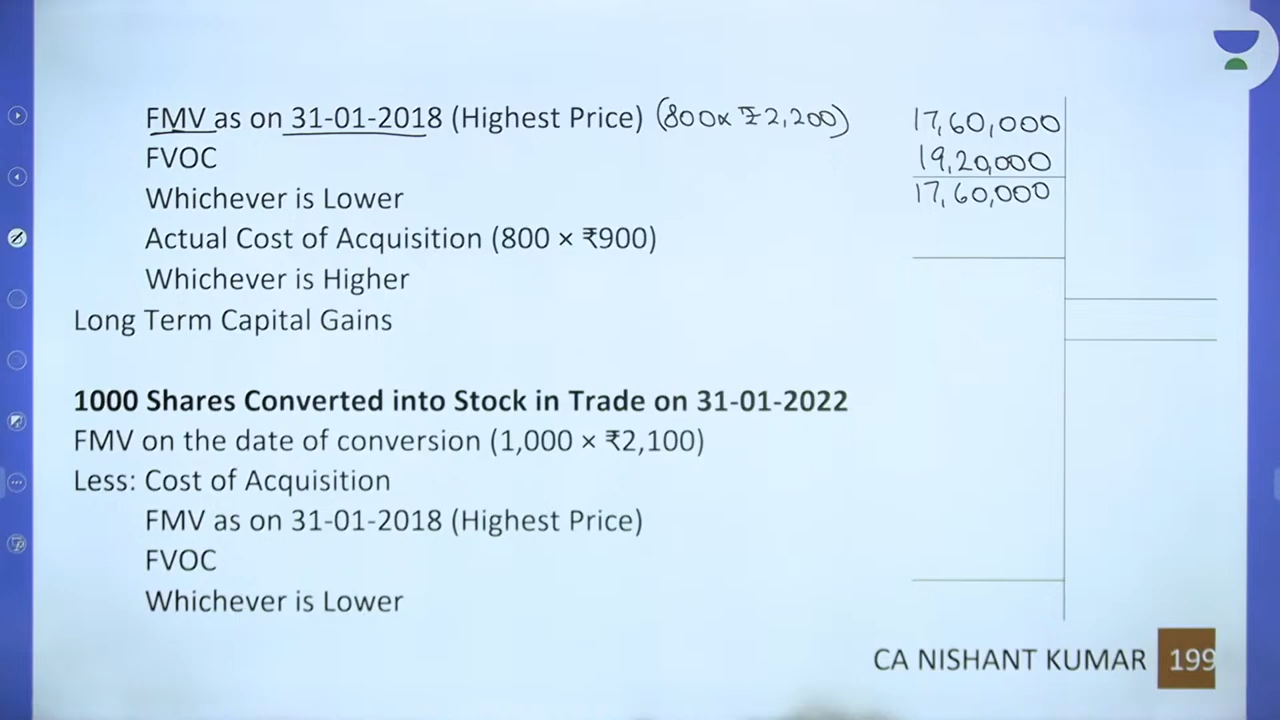 FMV as on 31-01-2018 (Highest Price) (800x ₹2,200) 17,60,000
FVOC 19,20,000
Whichever is Lower 17,60,000
Actual Cost of Acquisition (800 × ₹900)
Whichever is Higher
Long Term Capital Gains
1000 Shares Converted into Stock in Trade on 31-01-2022
FMV on the date of conversion (1,000 × ₹2,100)
Less: Cost of Acquisition
FMV as on 31-01-2018 (Highest Price)
FVOC
Whichever is Lower
CA NISHANT KUMAR 199